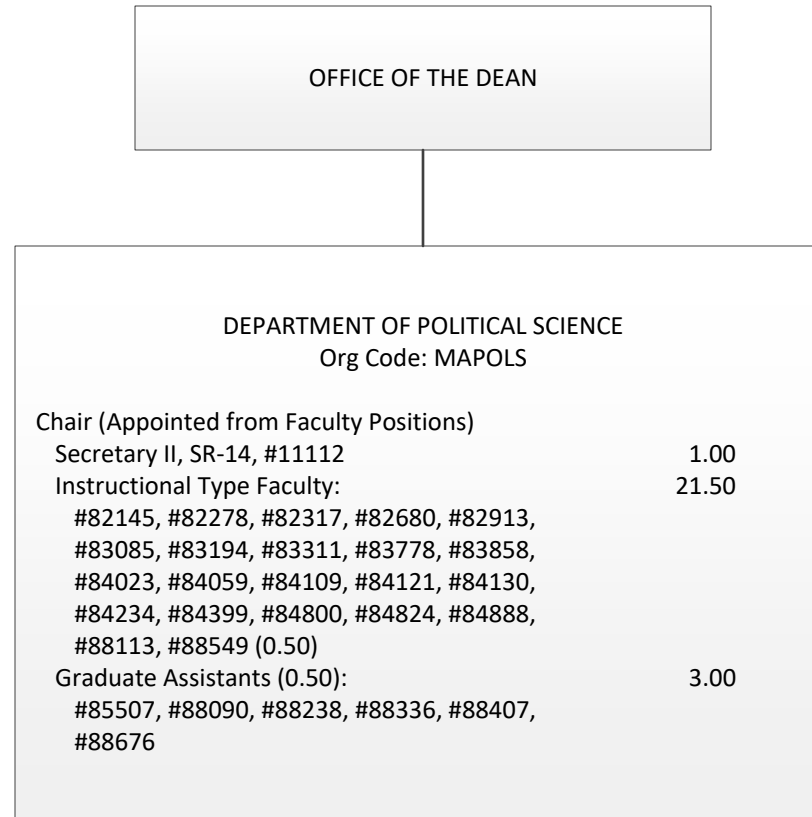 OFFICE OF THE DEAN
DEPARTMENT OF POLITICAL SCIENCE
Org Code: MAPOLS
Chair (Appointed from Faculty Positions)
Secretary II, SR-14, #11112 1.00
Instructional Type Faculty: 21.50
#82145, #82278, #82317, #82680, #82913,
#83085, #83194, #83311, #83778, #83858,
#84023, #84059, #84109, #84121, #84130,
#84234, #84399, #84800, #84824, #84888,
#88113, #88549 (0.50)
Graduate Assistants (0.50): 3.00
#85507, #88090, #88238, #88336, #88407,
#88676